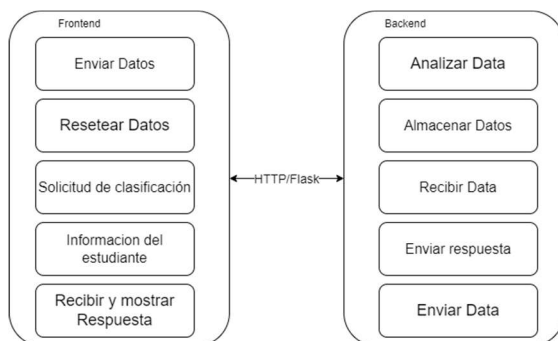 Frontend
Enviar Datos
Resetear Datos
Solicitud de clasificación
Informacion del
estudiante
Recibir y mostrar
Respuesta
HTTP/Flask
Backend
Analizar Data
Almacenar Datos
Recibir Data
Enviar respuesta
Enviar Data